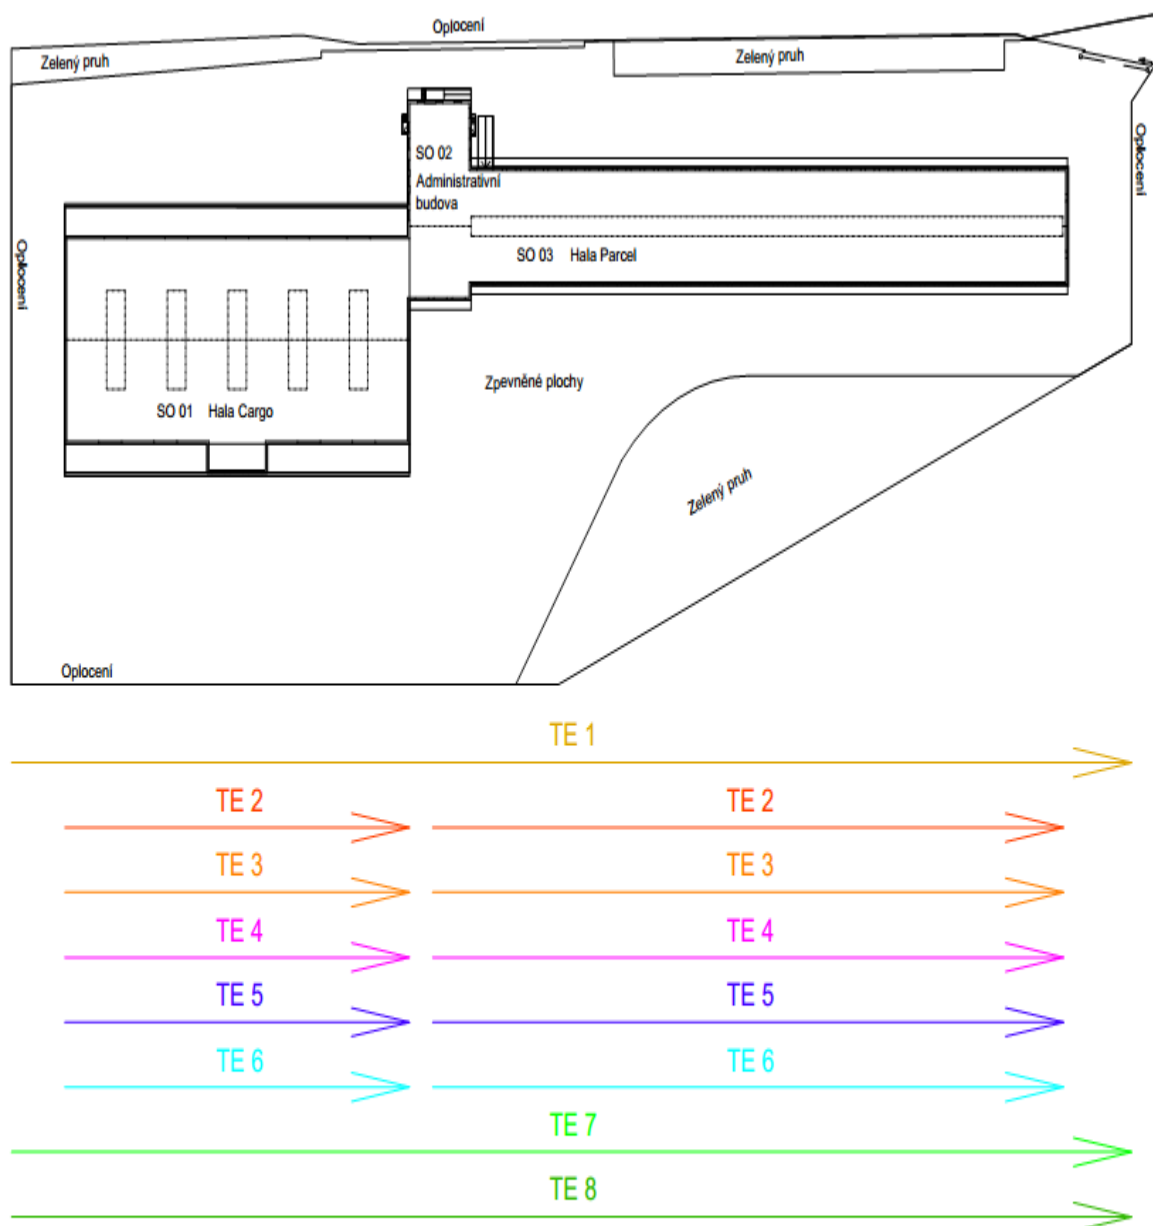 Oplocení
Zelený pruh
Zelený pruh
Oplocení
SO 02
Administrativní
budova
Oplocení
SO 03 Hala Parcel
Zpevněné plochy
SO 01 Hala Cargo
Zelený pruh
Oplocení
TE 1
TE 2 TE 2
TE 3 TE 3
TE 4 TE 4
TE 5 TE 5
TE 6 TE 6
TE 7
TE 8